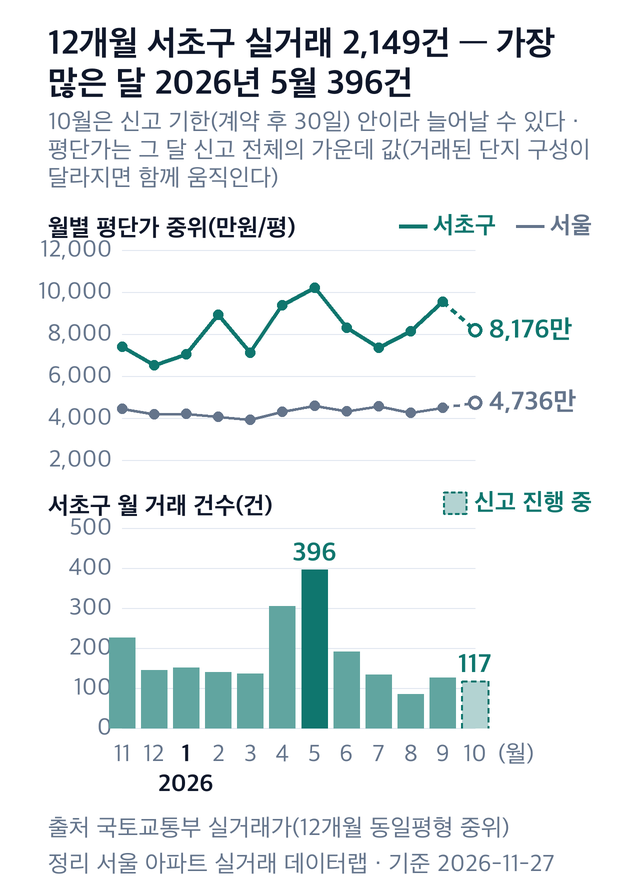 12개월 서초구 실거래 2,149건 — 가장
많은 달 2026년 5월 396건
10월은 신고 기한(계약 후 30일) 안이라 늘어날 수 있다 ·
평단가는 그 달 신고 전체의 가운데 값(거래된 단지 구성이
달라지면 함께 움직인다)
월별 평단가 중위(만원/평) 서초구 서울
12,000
10,000
8,000
6,000
4,000
2,000
8,176만
4,736만
서초구 월 거래 건수(건) 신고 진행 중
500
400
300
200
100
0
396
117
11 12 1 2 3 4 5 6 7 8 9 10 (월)
2026
출처 국토교통부 실거래가(12개월 동일평형 중위)
정리 서울 아파트 실거래 데이터랩 · 기준 2026-11-27